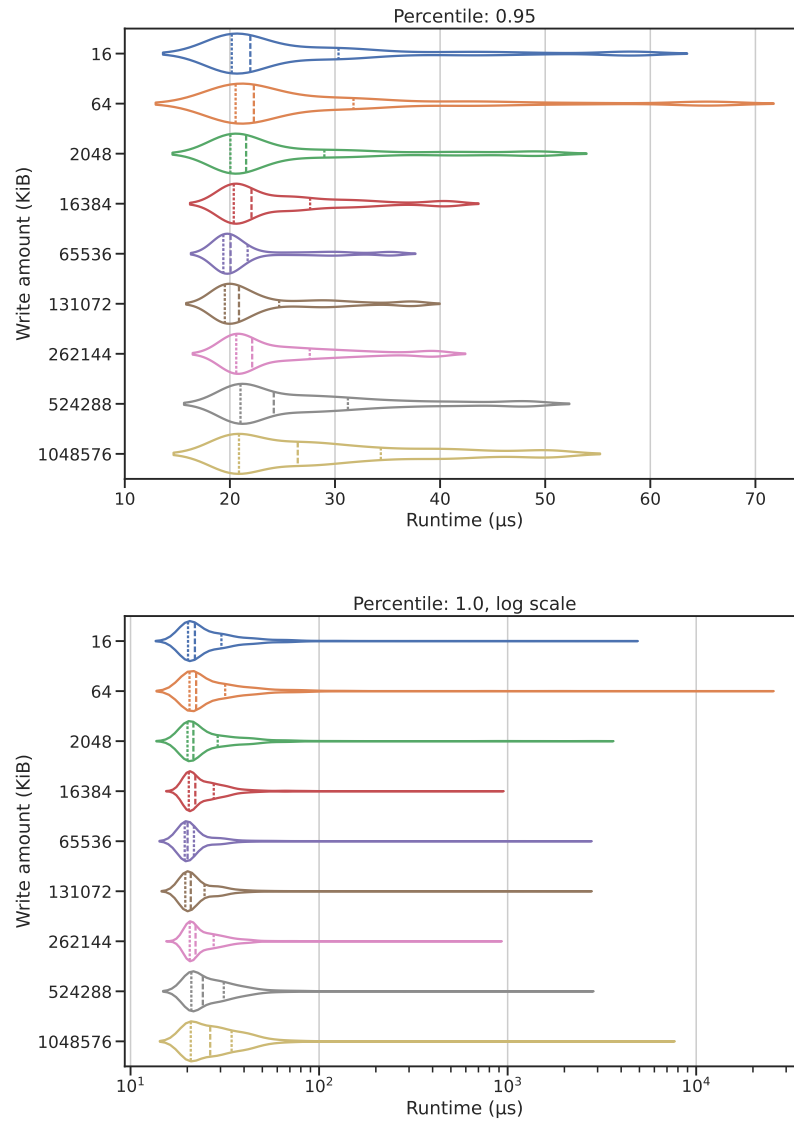 Percentile: 0.95
Write amount (KiB)
16
64
2048
16384
65536
131072
262144
524288
1048576
10 20 30 40 50 60 70
Runtime (µs)
Percentile: 1.0, log scale
Write amount (KiB)
16
64
2048
16384
65536
131072
262144
524288
1048576
10¹ 10² 10³ 10⁴
Runtime (µs)